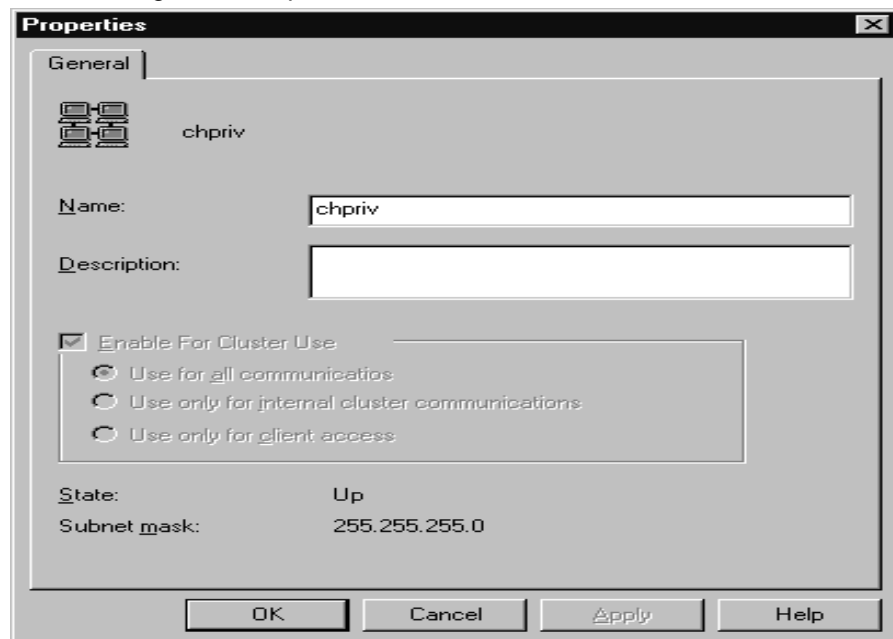 Properties
General
chpriv
Name: chpriv
Description:
Enable For Cluster Use
Use for all communicatios
Use only for internal cluster communications
Use only for client access
State: Up
Subnet mask: 255.255.255.0
OK Cancel Apply Help